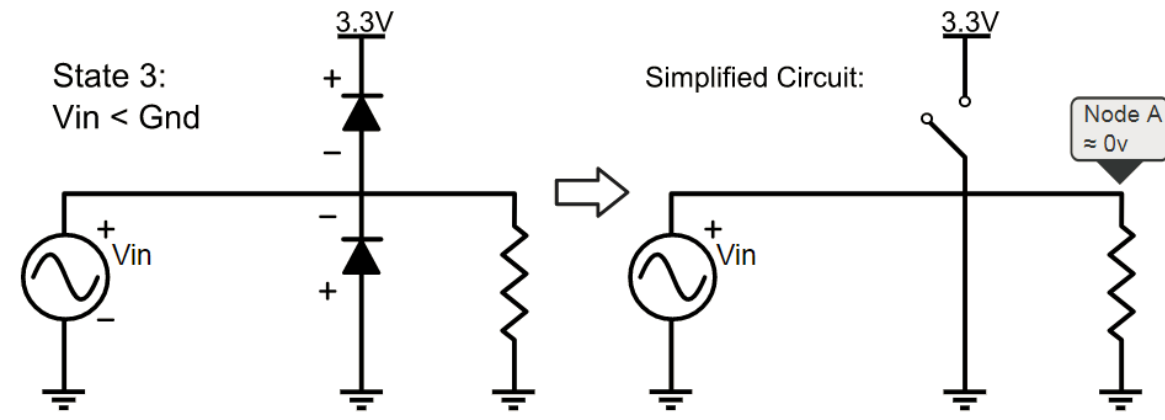 3.3V
State 3:
Vin < Gnd
+
−
−
+
+
Vin
−
3.3V
Simplified Circuit:
Node A
≈ 0v
+
Vin